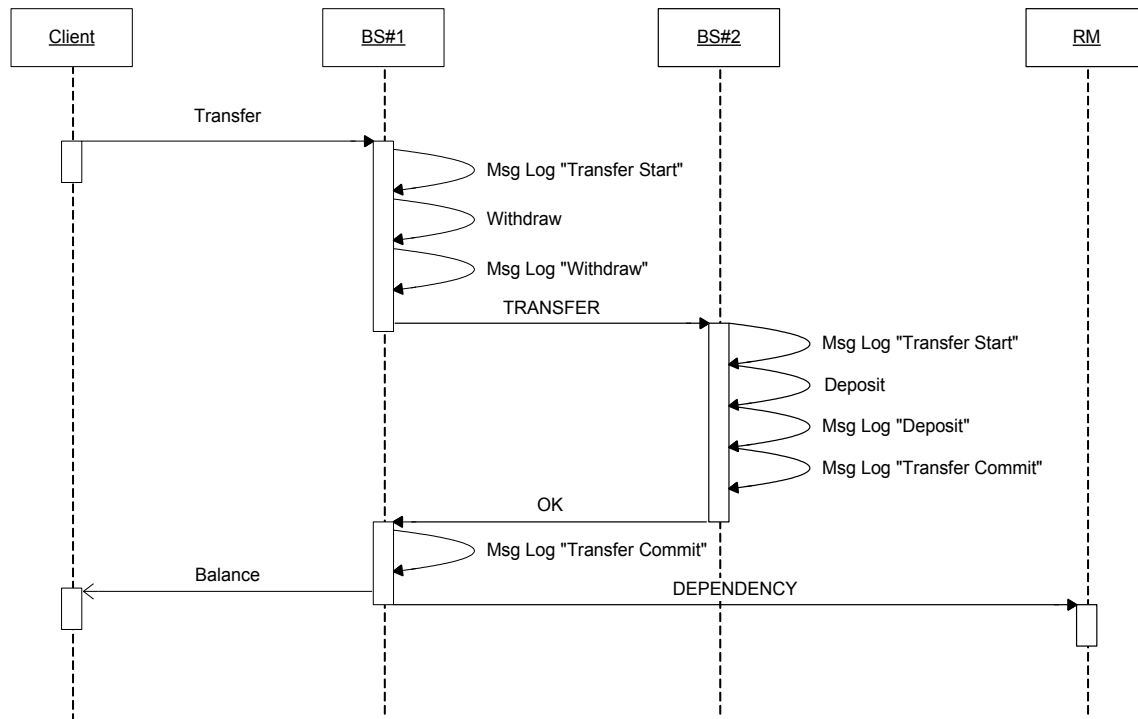 Client
BS#1
BS#2
RM
Transfer
Msg Log "Transfer Start"
Withdraw
Msg Log "Withdraw"
TRANSFER
Msg Log "Transfer Start"
Deposit
Msg Log "Deposit"
Msg Log "Transfer Commit"
OK
Msg Log "Transfer Commit"
Balance
DEPENDENCY